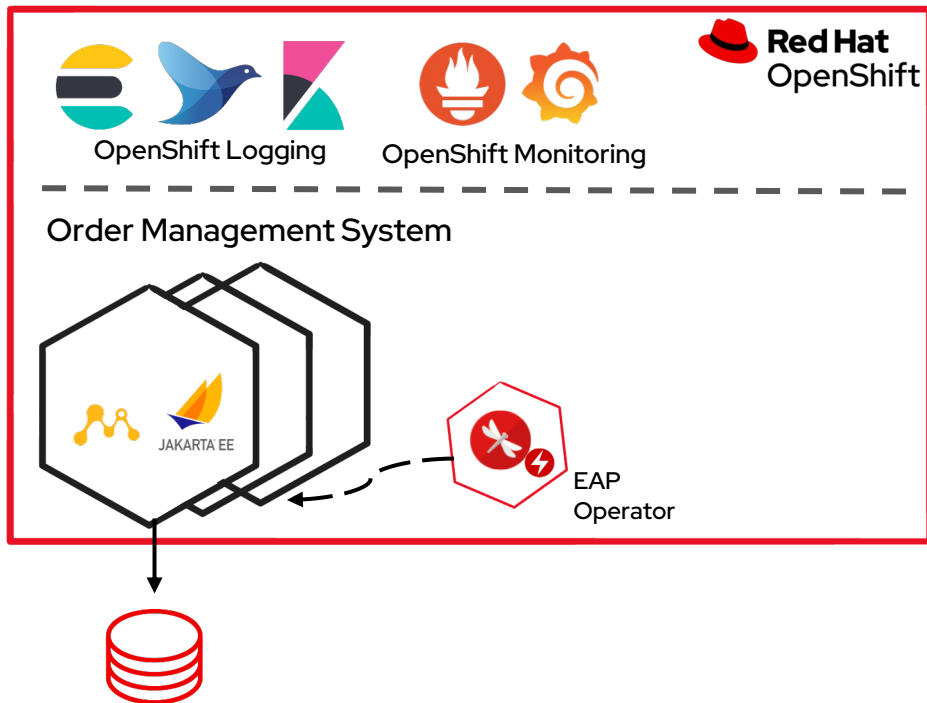 Red Hat
OpenShift
OpenShift Logging
OpenShift Monitoring
Order Management System
JAKARTA EE
EAP
Operator